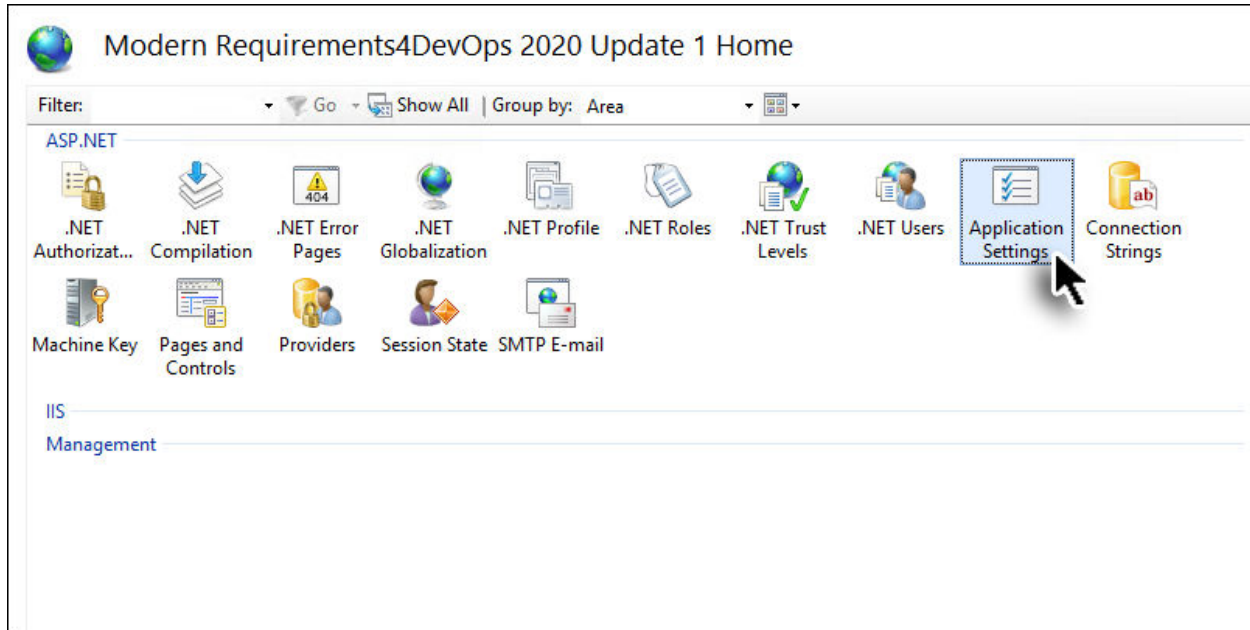 Modern Requirements4DevOps 2020 Update 1 Home
Filter: Go Show All | Group by: Area
ASP.NET
404
ab
.NET Authorizat...
.NET Compilation
.NET Error Pages
.NET Globalization
.NET Profile
.NET Roles
.NET Trust Levels
.NET Users
Application Settings
Connection Strings
Machine Key
Pages and Controls
Providers
Session State
SMTP E-mail
IIS
Management